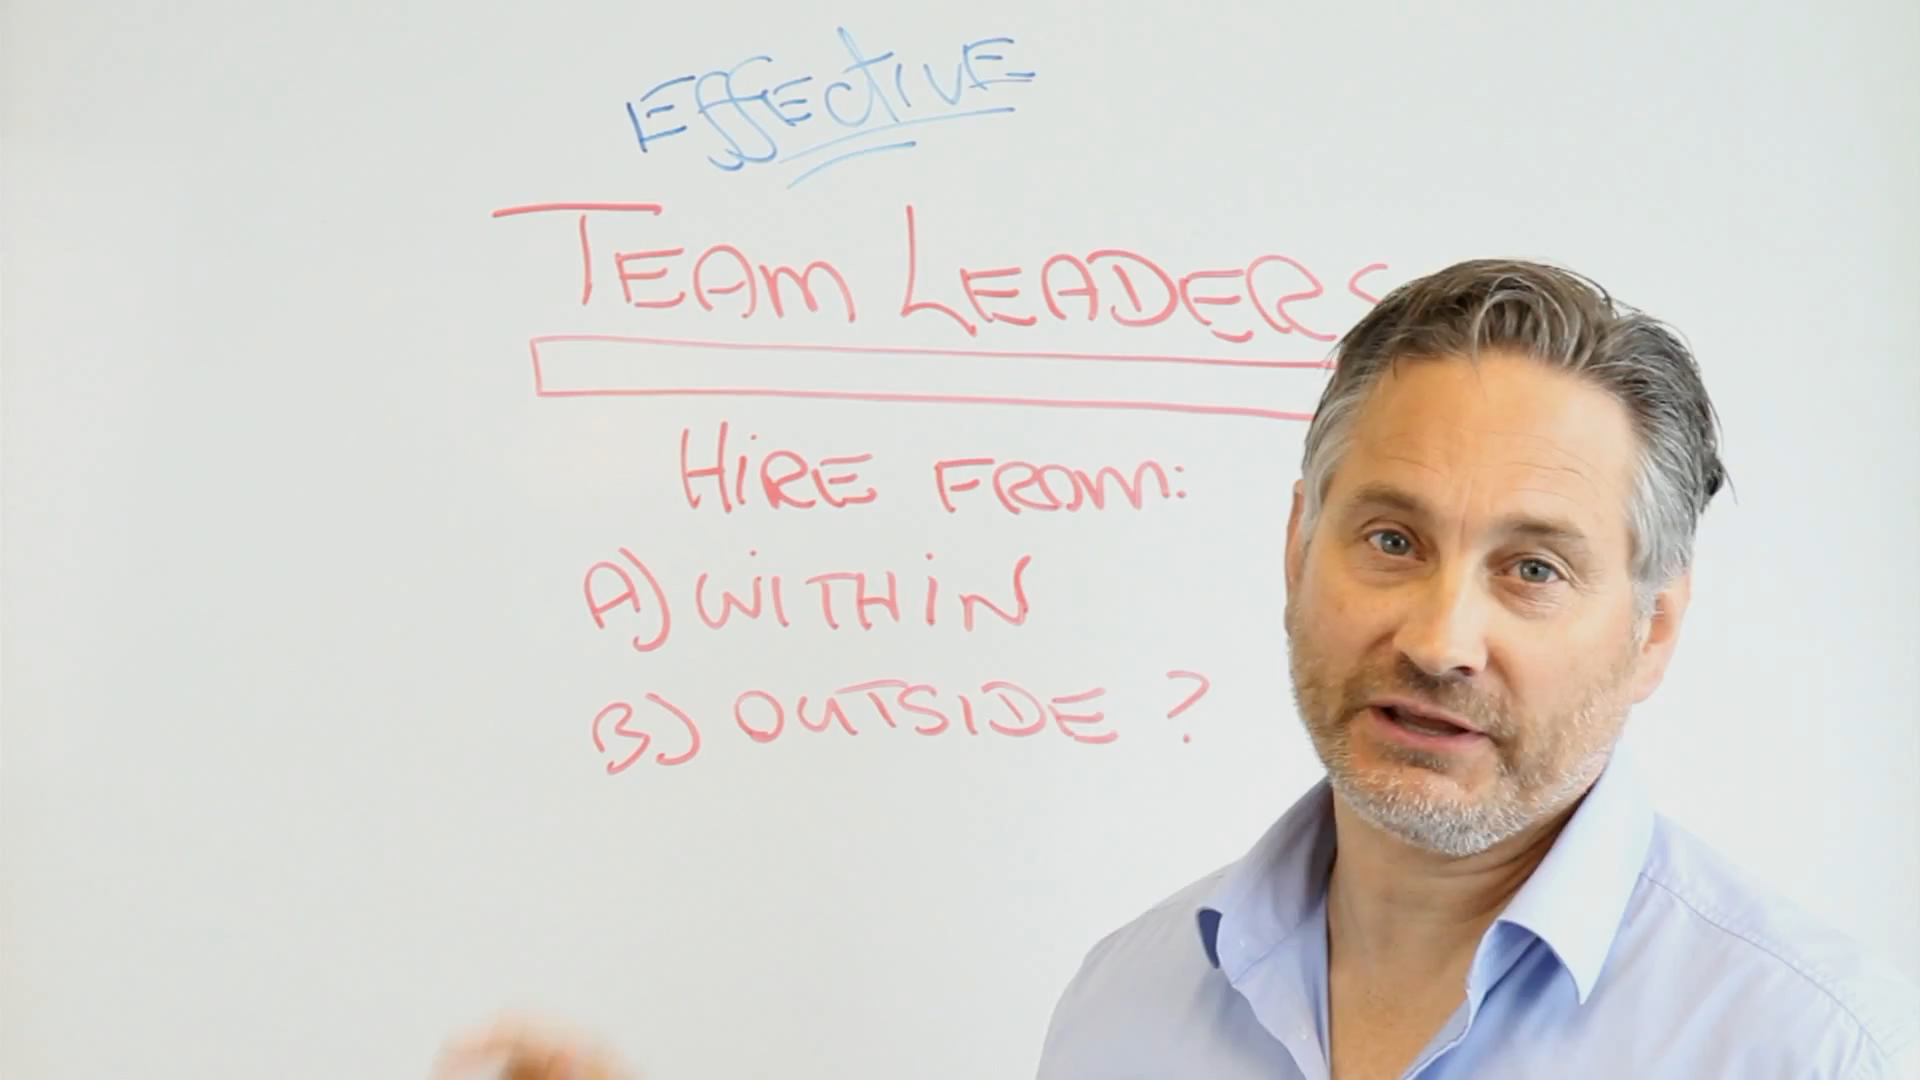 EffECtIVE
TEAM LEADERS
HiRE FROM:
A) WiTHiN
B) OUTSIDE ?